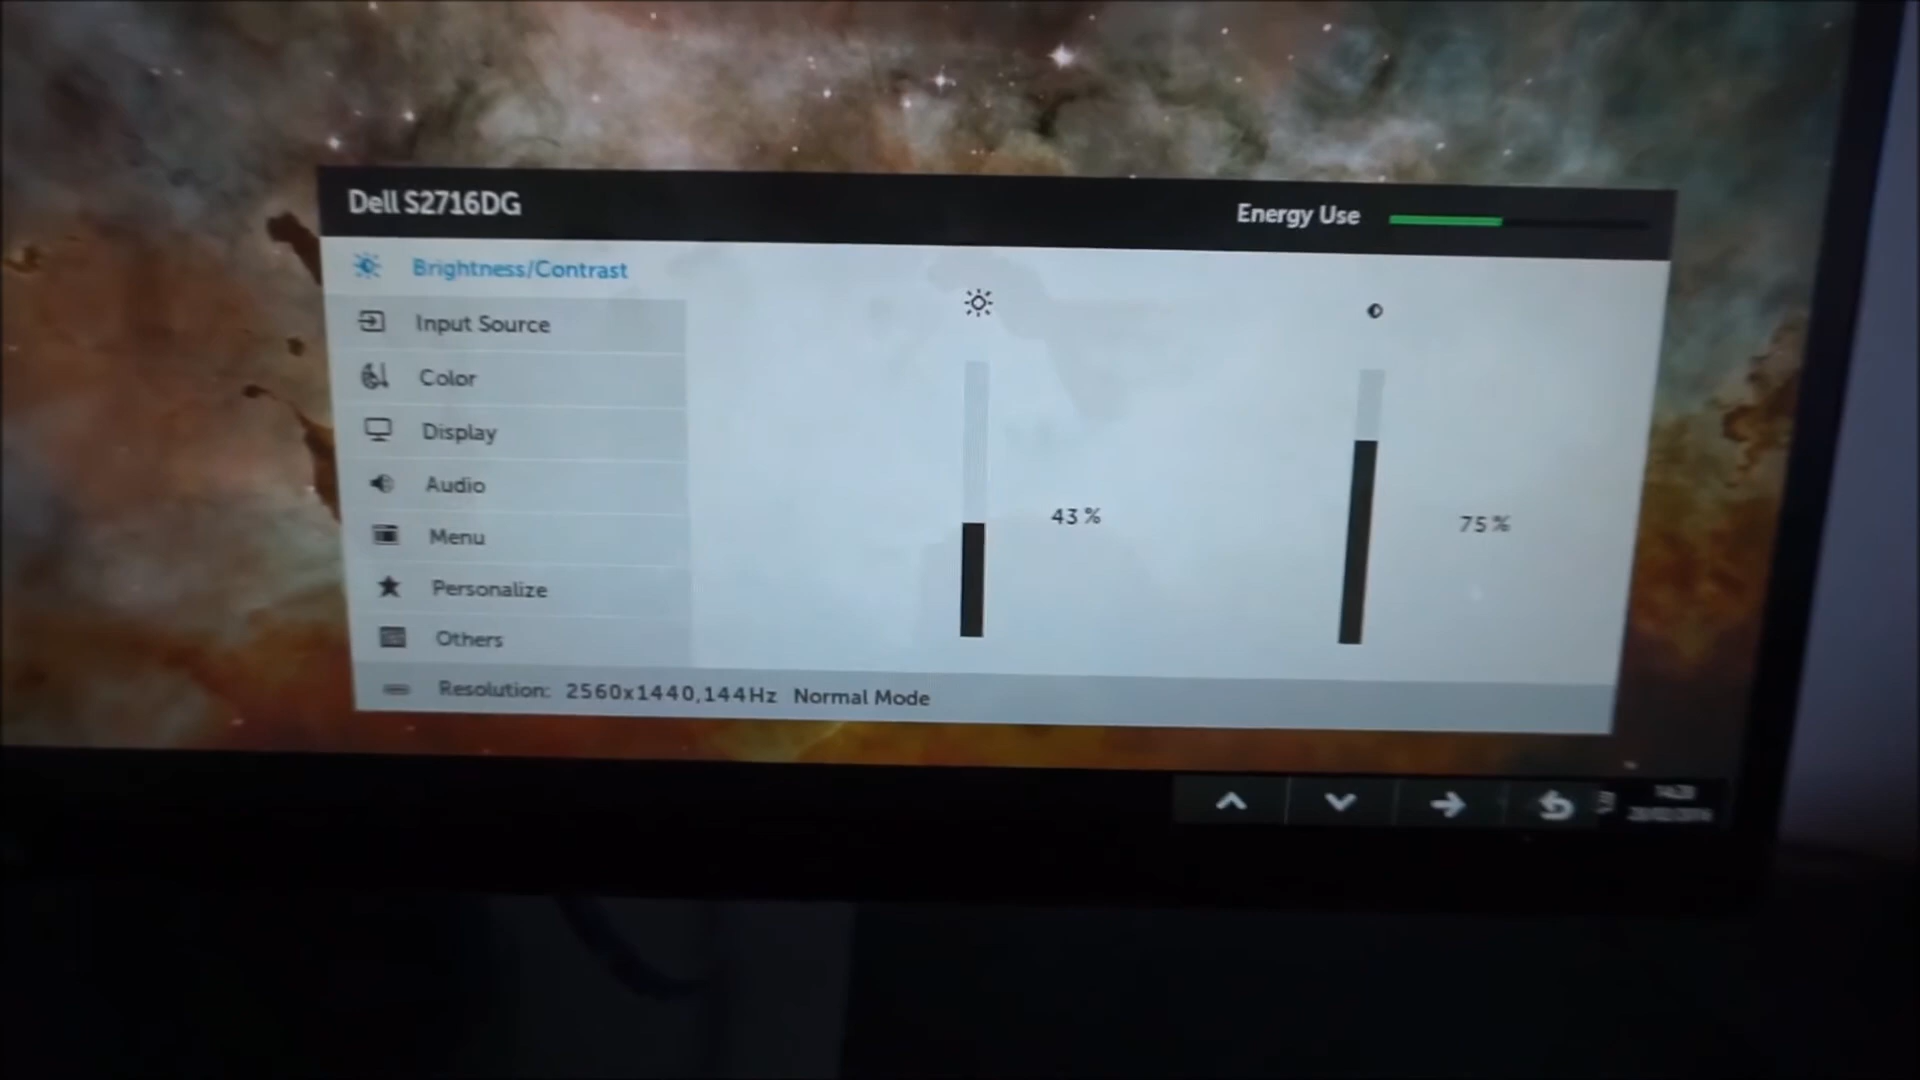 Dell S2716DG
Energy Use
Brightness/Contrast
Input Source
Color
Display
Audio
Menu
Personalize
Others
43%
75%
Resolution: 2560x1440,144Hz Normal Mode